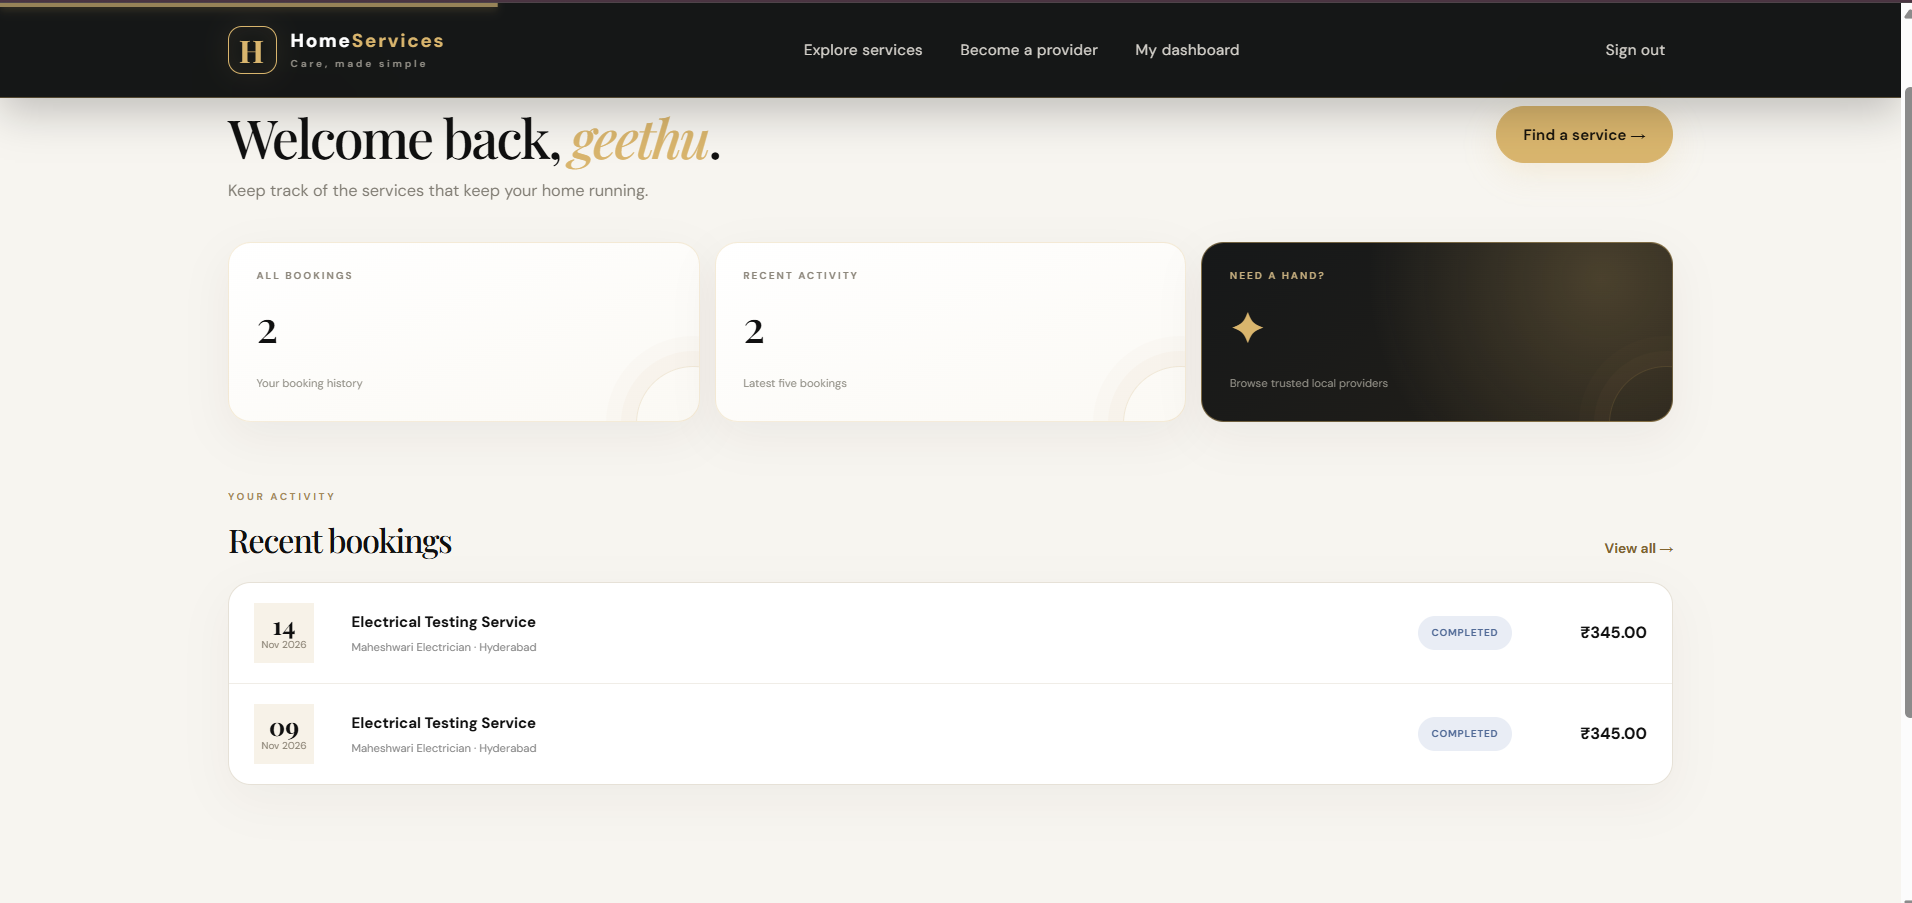 H
HomeServices
Care, made simple
Explore services
Become a provider
My dashboard
Sign out
Welcome back, geethu.
Find a service →
Keep track of the services that keep your home running.
ALL BOOKINGS
2
Your booking history
RECENT ACTIVITY
2
Latest five bookings
NEED A HAND?
Browse trusted local providers
YOUR ACTIVITY
Recent bookings
View all →
14
Nov 2026
Electrical Testing Service
Maheshwari Electrician · Hyderabad
COMPLETED
₹345.00
09
Nov 2026
Electrical Testing Service
Maheshwari Electrician · Hyderabad
COMPLETED
₹345.00